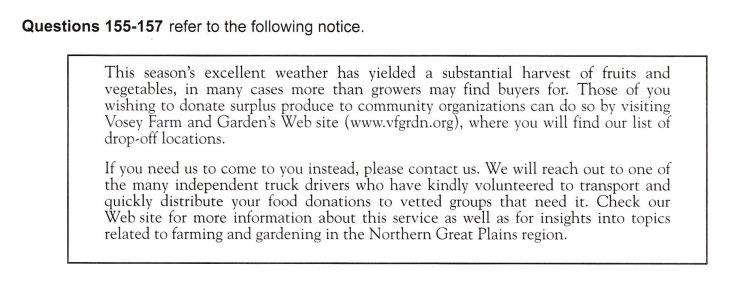 Questions 155-157 refer to the following notice.
This season's excellent weather has yielded a substantial harvest of fruits and
vegetables, in many cases more than growers may find buyers for. Those of you
wishing to donate surplus produce to community organizations can do so by visiting
Vosey Farm and Garden's Web site (www.vfgrdn.org), where you will find our list of
drop-off locations.
If you need us to come to you instead, please contact us. We will reach out to one of
the many independent truck drivers who have kindly volunteered to transport and
quickly distribute your food donations to vetted groups that need it. Check our
Web site for more information about this service as well as for insights into topics
related to farming and gardening in the Northern Great Plains region.